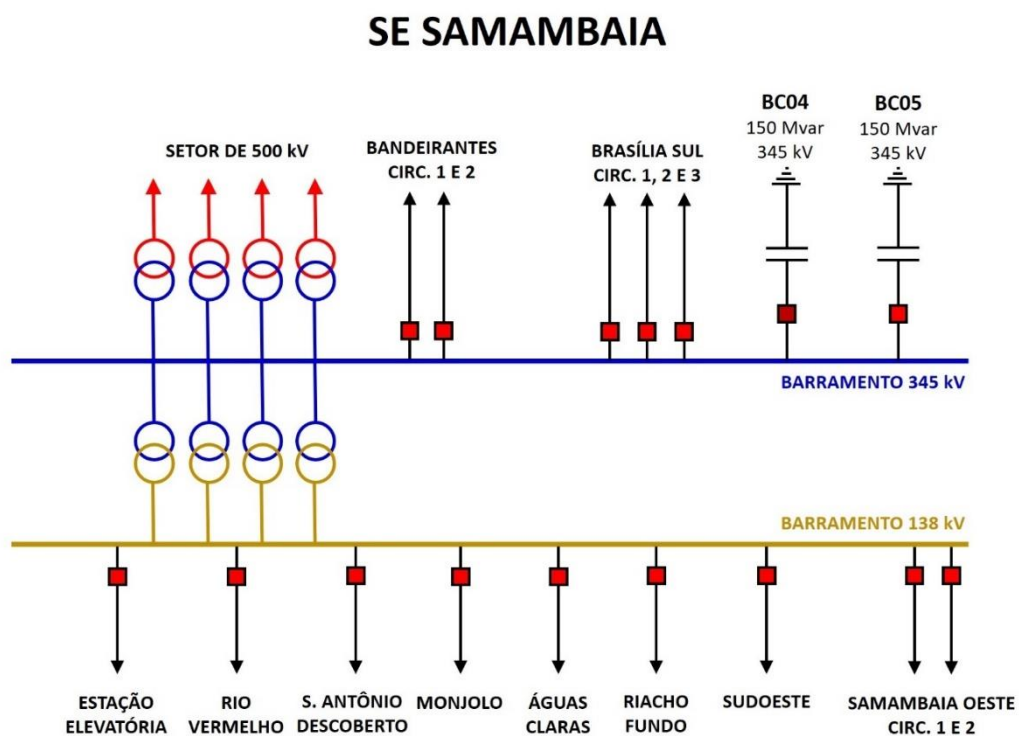 SE SAMAMBAIA
SETOR DE 500 kV
BANDEIRANTES
CIRC. 1 E 2
BRASÍLIA SUL
CIRC. 1, 2 E 3
BC04
150 Mvar
345 kV
BC05
150 Mvar
345 kV
BARRAMENTO 345 kV
BARRAMENTO 138 kV
ESTAÇÃO
ELEVATÓRIA
RIO
VERMELHO
S. ANTÔNIO
DESCOBERTO
MONJOLO
ÁGUAS
CLARAS
RIACHO
FUNDO
SUDOESTE
SAMAMBAIA OESTE
CIRC. 1 E 2